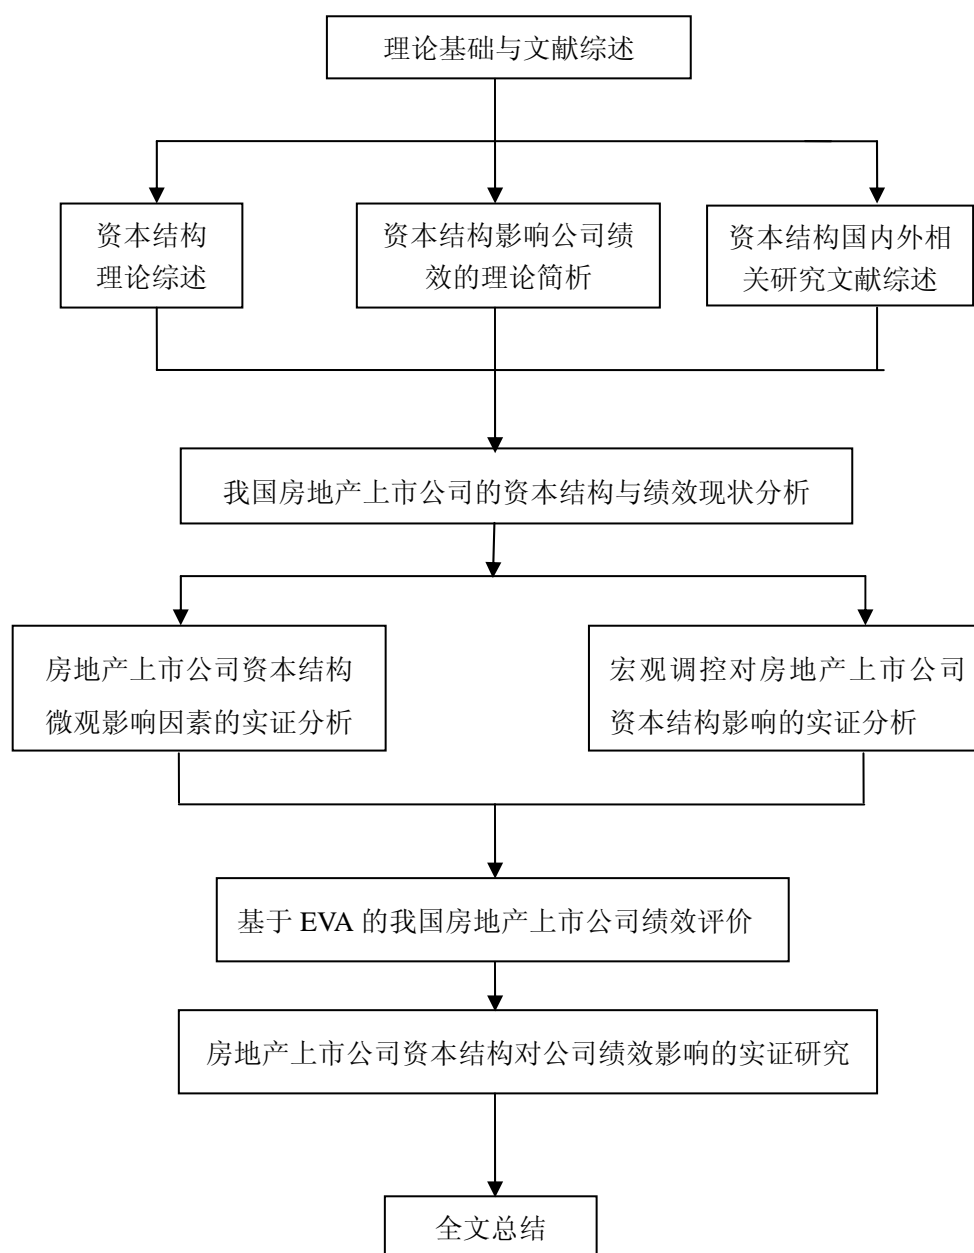 理论基础与文献综述
资本结构
理论综述
资本结构影响公司绩
效的理论简析
资本结构国内外相
关研究文献综述
我国房地产上市公司的资本结构与绩效现状分析
房地产上市公司资本结构
微观影响因素的实证分析
宏观调控对房地产上市公司
资本结构影响的实证分析
基于 EVA 的我国房地产上市公司绩效评价
房地产上市公司资本结构对公司绩效影响的实证研究
全文总结